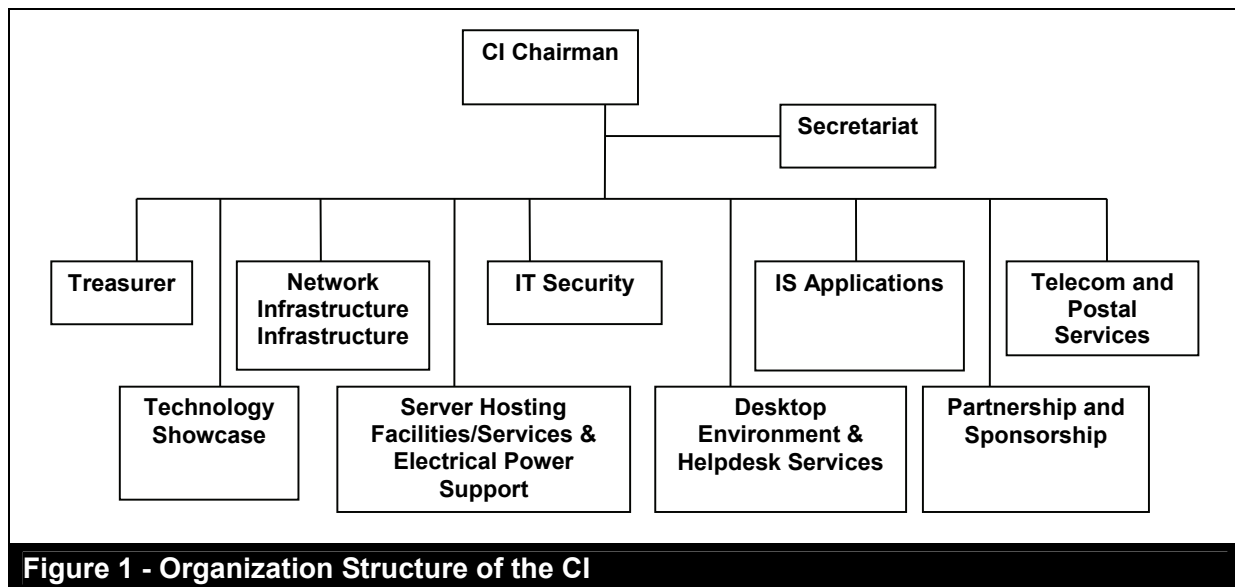 CI Chairman
Secretariat
Treasurer
Network
Infrastructure
Infrastructure
IT Security
IS Applications
Telecom and
Postal
Services
Technology
Showcase
Server Hosting
Facilities/Services &
Electrical Power
Support
Desktop
Environment &
Helpdesk Services
Partnership and
Sponsorship
Figure 1 - Organization Structure of the CI